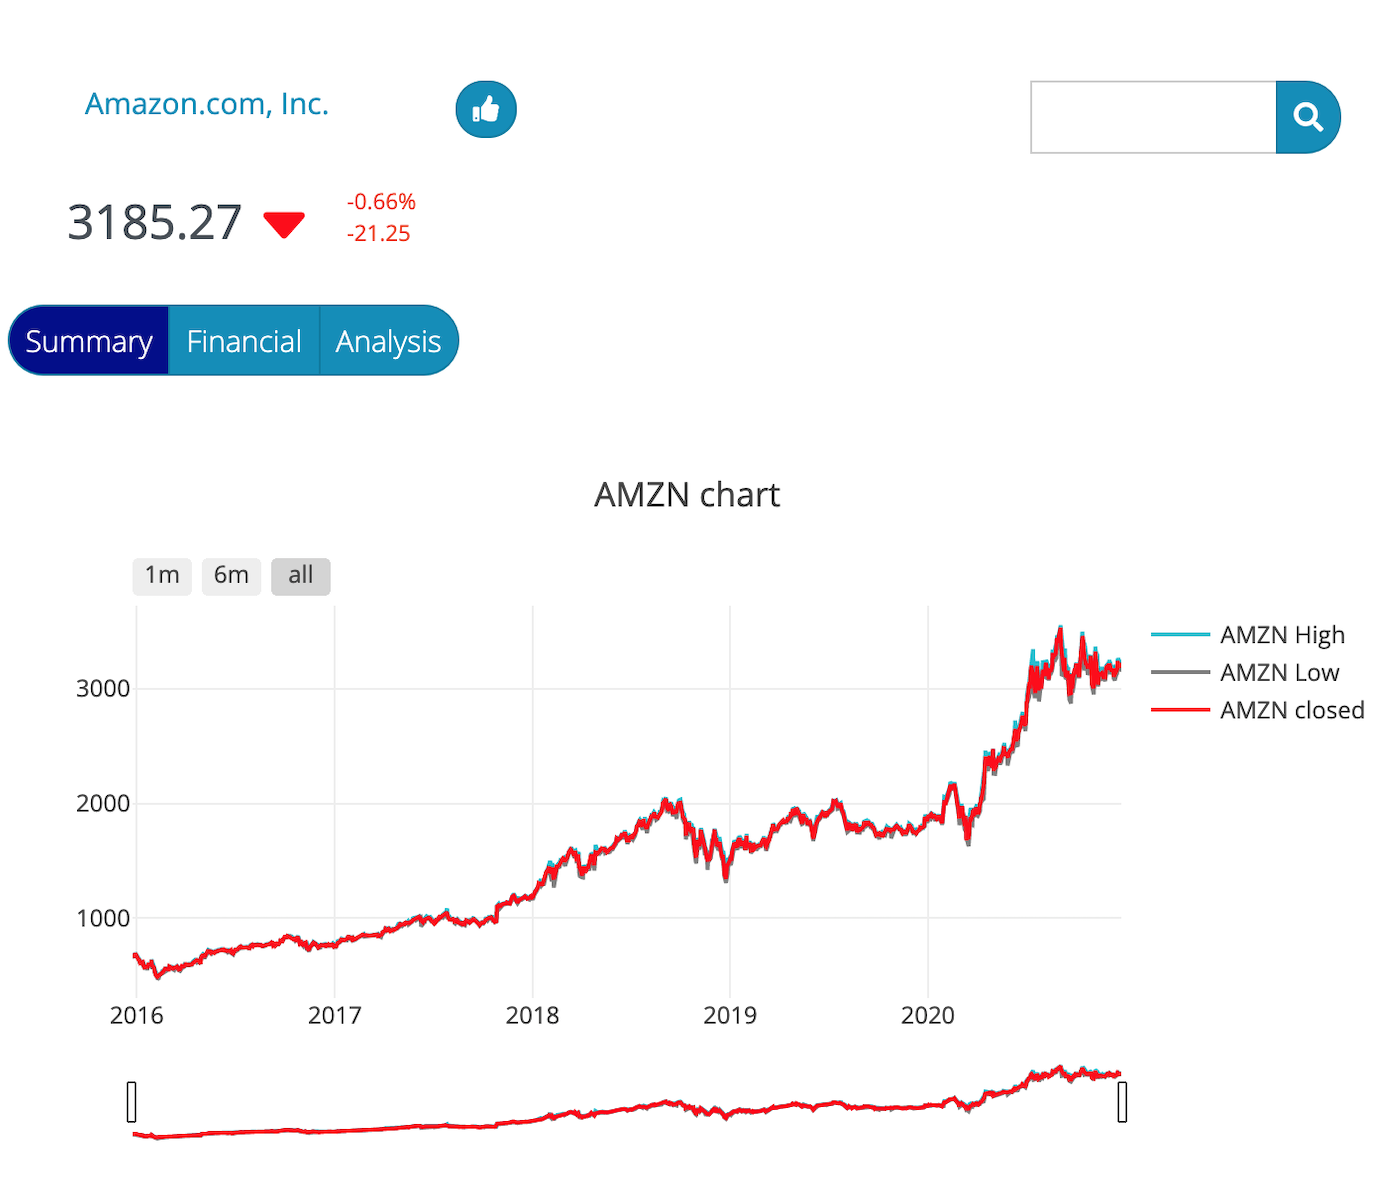 Amazon.com, Inc.
3185.27
-0.66%
-21.25
Summary Financial Analysis
AMZN chart
1m 6m all
AMZN High
AMZN Low
AMZN closed
3000
2000
1000
2016 2017 2018 2019 2020